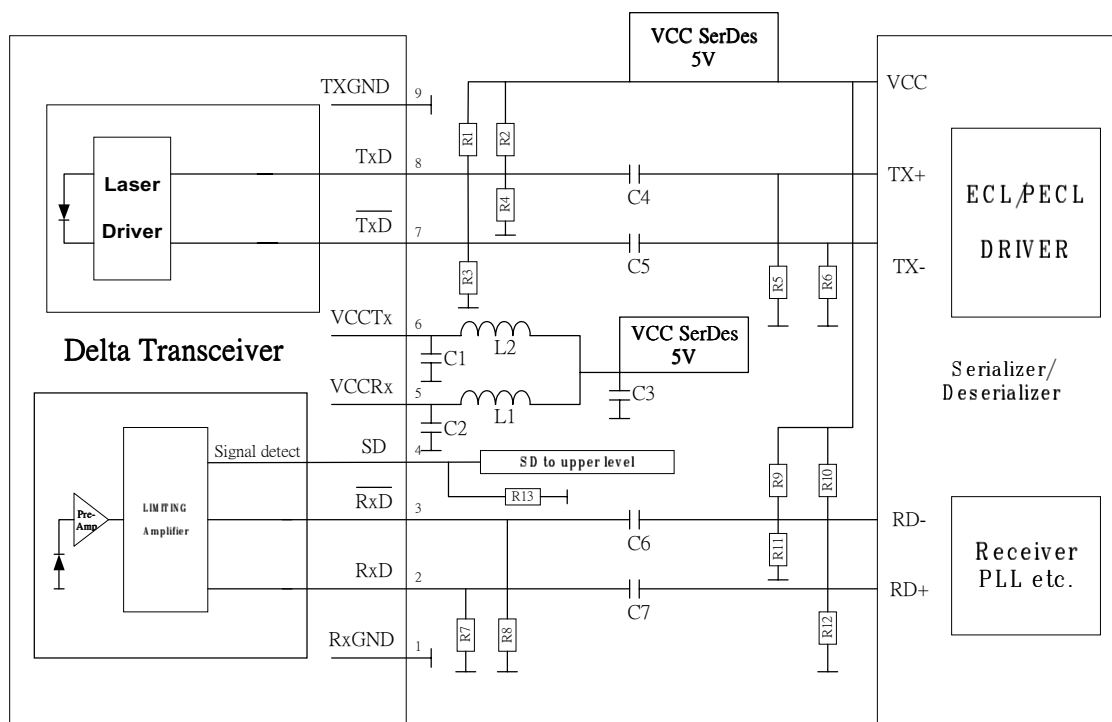 VCC SerDes
5V
TXGND
9
VCC
R1
R2
TxD
8
C4
TX+
Laser
Driver
R4
ECL/PECL
DRIVER
TxD
7
C5
TX-
R3
R5
R6
VCCTx
6
L2
VCC SerDes
5V
Delta Transceiver
C1
VCCRx
5
L1
C3
Serializer/
Deserializer
C2
Signal detect
SD
4
SD to upper level
R9
R10
R13
RxD
3
C6
RD-
Pre-
Amp
LIMITING
Amplifier
R11
Receiver
PLL etc.
RxD
2
C7
RD+
R7
R8
R12
RxGND
1